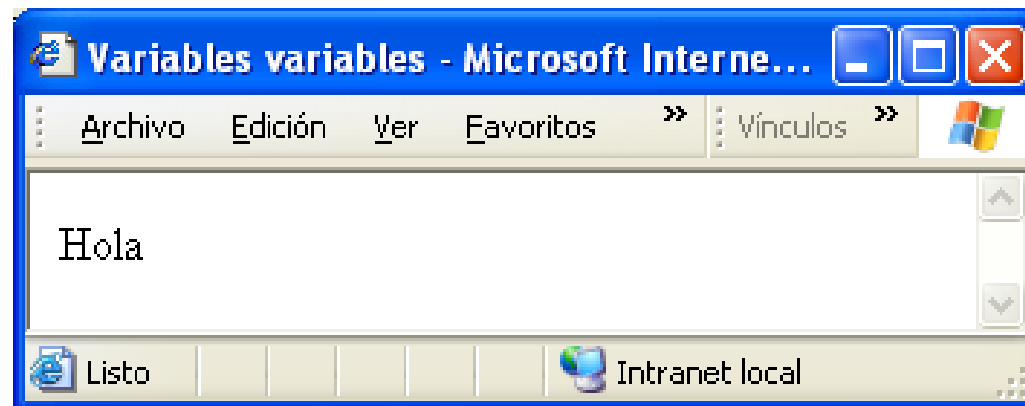 Variables variables - Microsoft Interne...
Archivo Edición Ver Favoritos » Vínculos »
Hola
Listo Intranet local